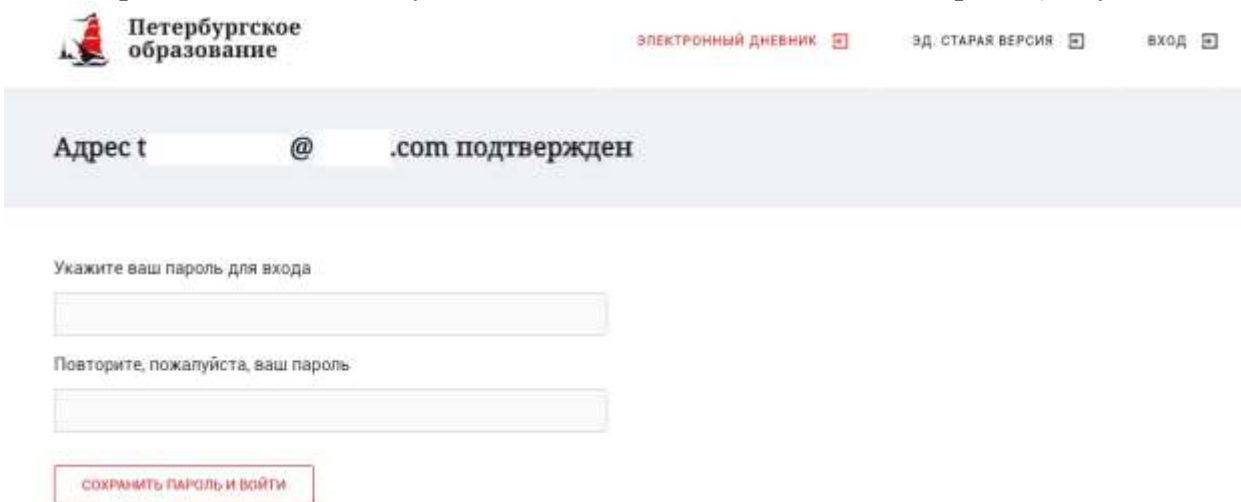 Петербургское
образование
ЭЛЕКТРОННЫЙ ДНЕВНИК
ЭД. СТАРАЯ ВЕРСИЯ
ВХОД
Адрес t @ .com подтвержден
Укажите ваш пароль для входа
Повторите, пожалуйста, ваш пароль
СОХРАНИТЬ ПАРОЛЬ И ВОЙТИ